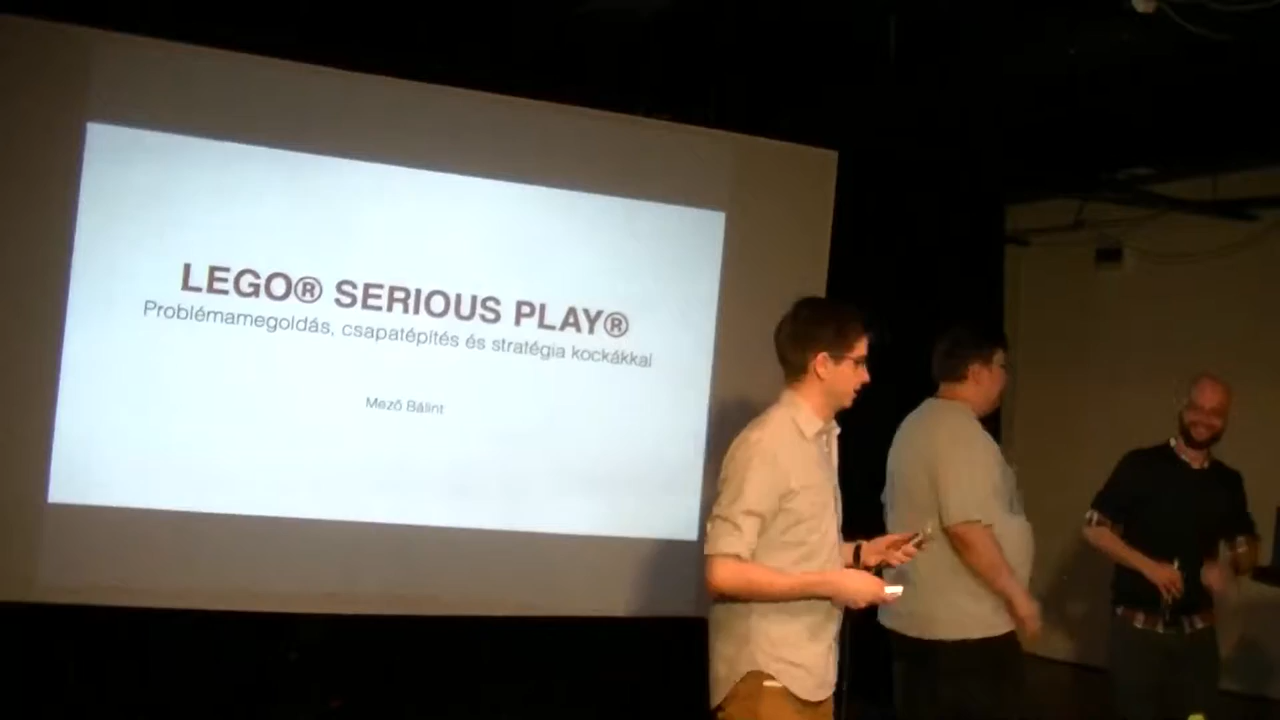 LEGO® SERIOUS PLAY®
Problémamegoldás, csapatépítés és stratégia kockákkal
Mező Bálint